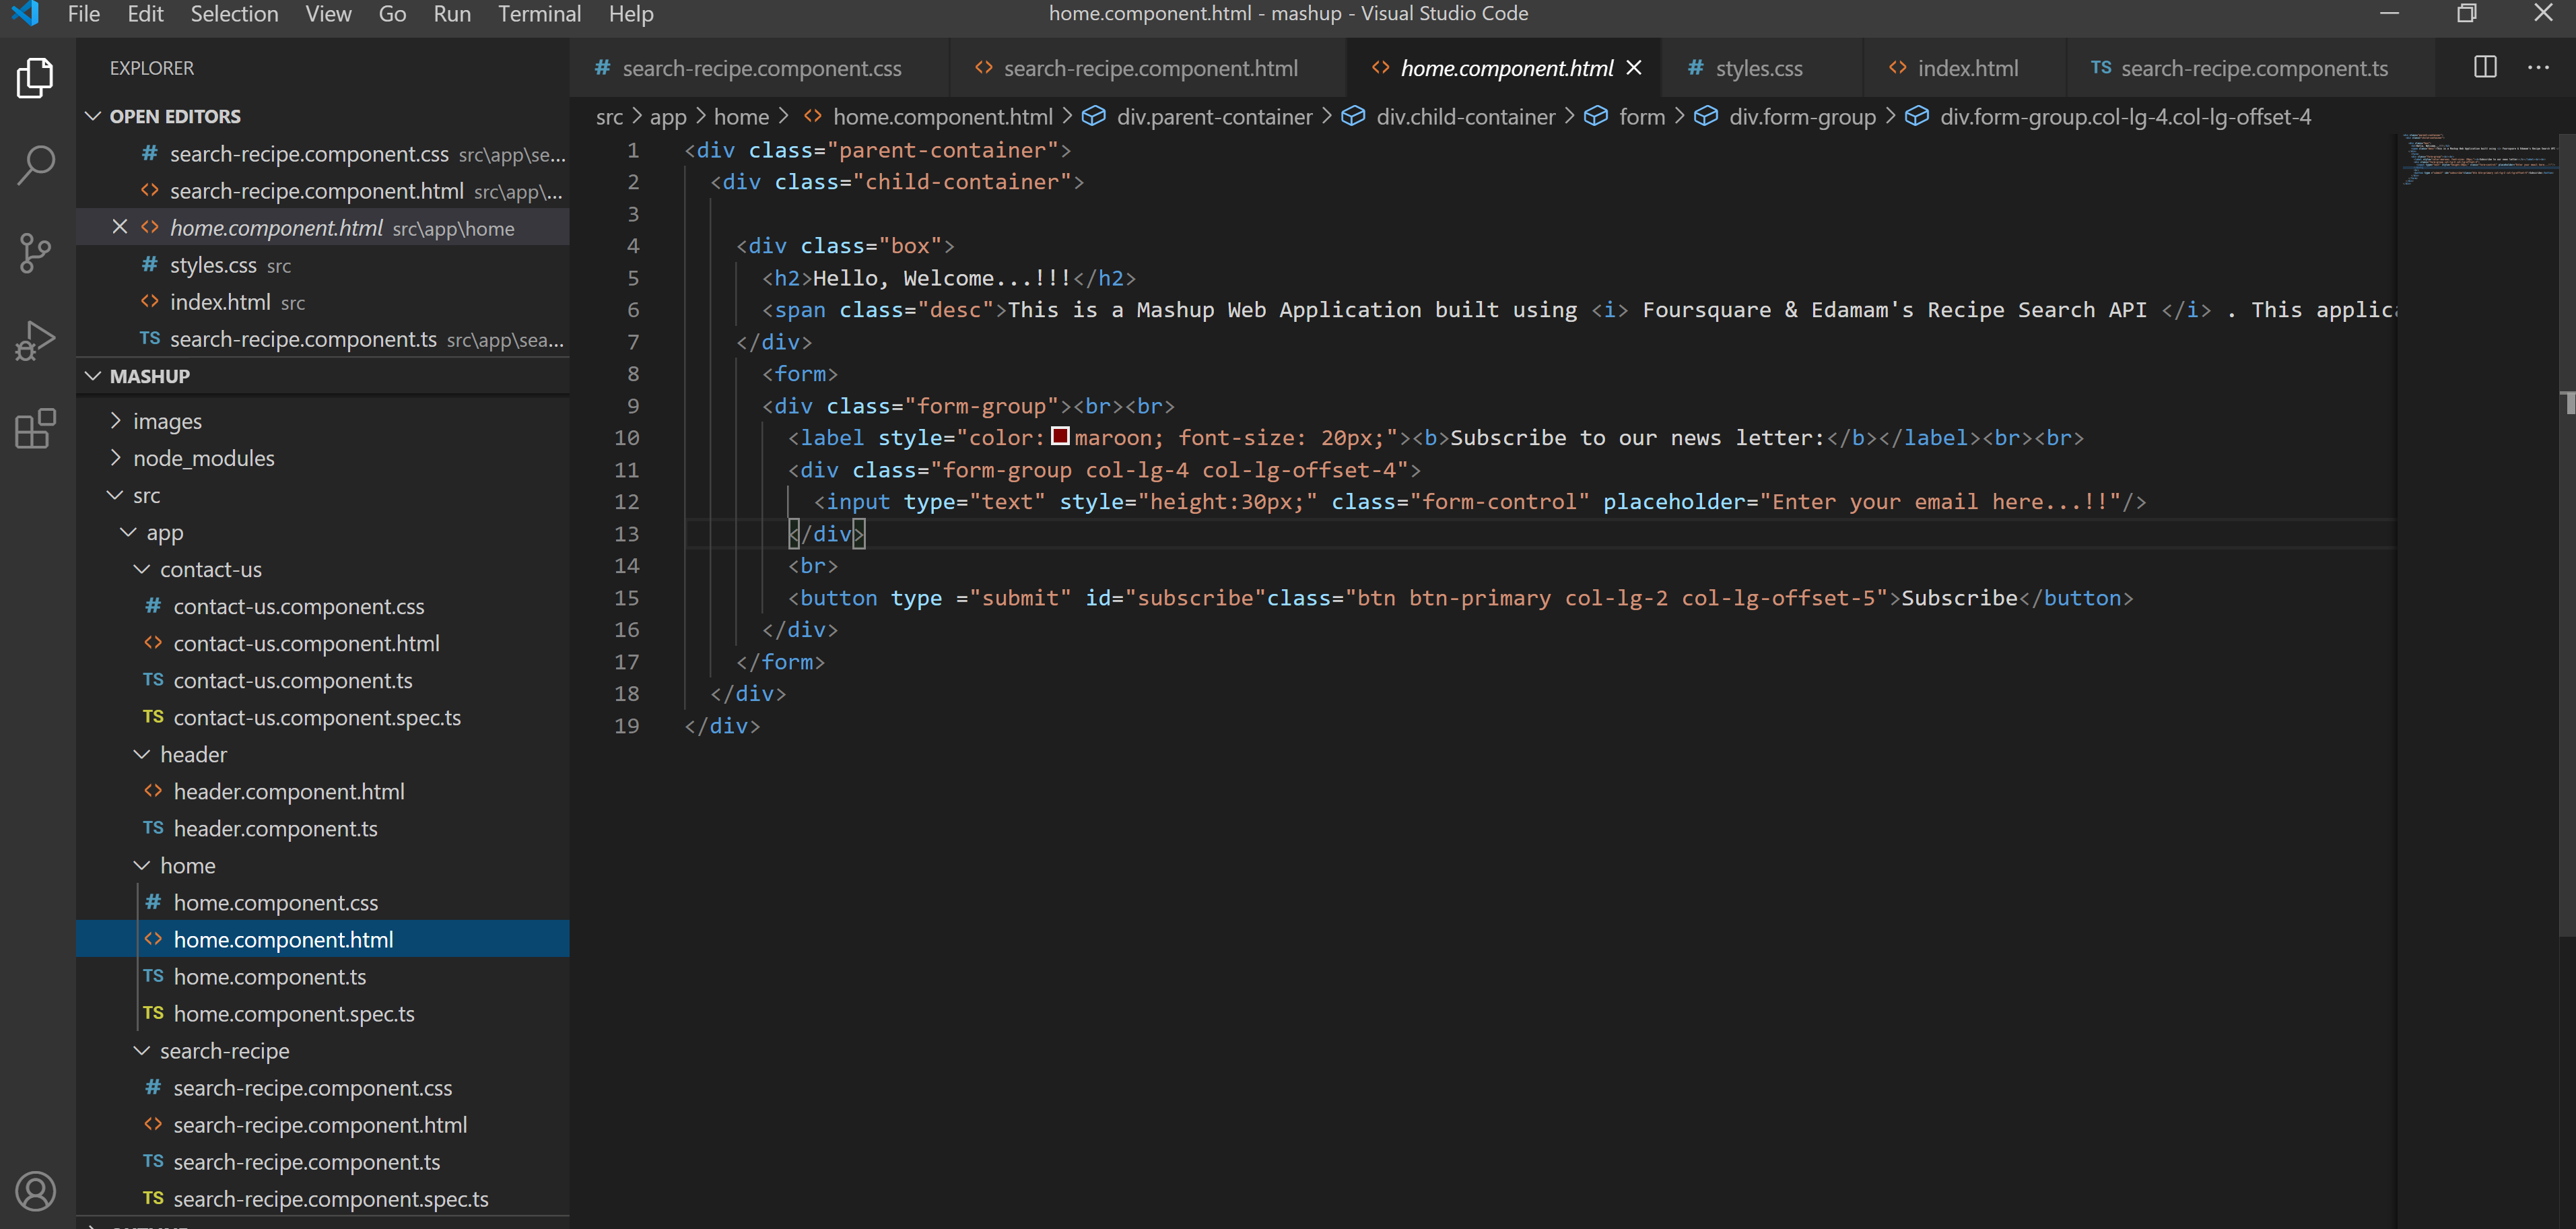 File Edit Selection View Go Run Terminal Help
home.component.html - mashup - Visual Studio Code
EXPLORER
OPEN EDITORS
# search-recipe.component.css src\app\se...
<> search-recipe.component.html src\app\...
<> home.component.html src\app\home
# styles.css src
<> index.html src
TS search-recipe.component.ts src\app\sea...
MASHUP
images
node_modules
src
app
contact-us
# contact-us.component.css
<> contact-us.component.html
TS contact-us.component.ts
TS contact-us.component.spec.ts
header
<> header.component.html
TS header.component.ts
home
# home.component.css
<> home.component.html
TS home.component.ts
TS home.component.spec.ts
search-recipe
# search-recipe.component.css
<> search-recipe.component.html
TS search-recipe.component.ts
TS search-recipe.component.spec.ts
# search-recipe.component.css <> search-recipe.component.html <> home.component.html # styles.css <> index.html TS search-recipe.component.ts
src > app > home > <> home.component.html > div.parent-container > div.child-container > form > div.form-group > div.form-group.col-lg-4.col-lg-offset-4
1 <div class="parent-container">
2 <div class="child-container">
3
4 <div class="box">
5 <h2>Hello, Welcome...!!!</h2>
6 <span class="desc">This is a Mashup Web Application built using <i> Foursquare & Edamam's Recipe Search API </i> . This applica
7 </div>
8 <form>
9 <div class="form-group"><br><br>
10 <label style="color:maroon; font-size: 20px;"><b>Subscribe to our news letter:</b></label><br><br>
11 <div class="form-group col-lg-4 col-lg-offset-4">
12 <input type="text" style="height:30px;" class="form-control" placeholder="Enter your email here...!!"/>
13 </div>
14 <br>
15 <button type ="submit" id="subscribe"class="btn btn-primary col-lg-2 col-lg-offset-5">Subscribe</button>
16 </div>
17 </form>
18 </div>
19 </div>